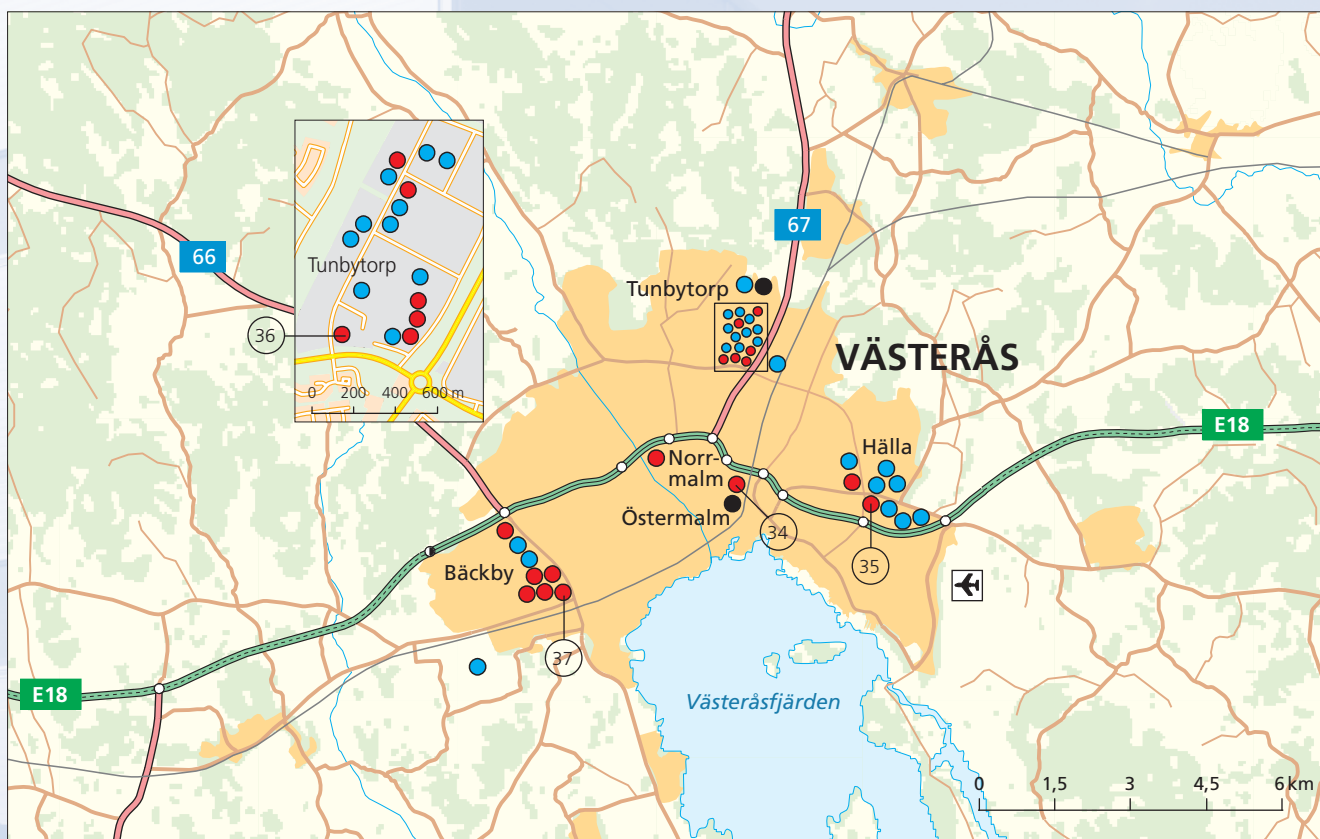 67
66
Tunbytorp
36
0 200 400 600 m
Tunbytorp
VÄSTERÅS
E18
Hälla
Norr-
malm
Östermalm
34
35
Bäckby
37
E18
Västeråsfjärden
0 1,5 3 4,5 6 km